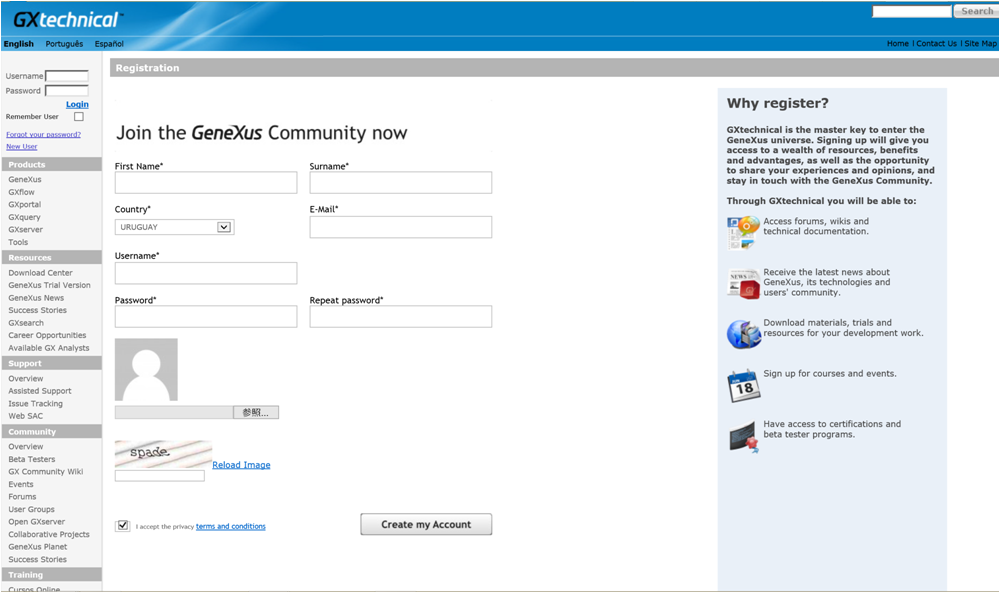 GXtechnical
Search
English Português Español
Home | Contact Us | Site Map
Username
Password
Login
Remember User
Forgot your password?
New User
Products
GeneXus
GXflow
GXportal
GXquery
GXserver
Tools
Resources
Download Center
GeneXus Trial Version
GeneXus News
Success Stories
GXsearch
Career Opportunities
Available GX Analysts
Support
Overview
Assisted Support
Issue Tracking
Web SAC
Community
Overview
Beta Testers
GX Community Wiki
Events
Forums
User Groups
Open GXserver
Collaborative Projects
GeneXus Planet
Success Stories
Training
Cursos Online
Registration
Join the GeneXus Community now
First Name* Surname*
Country* E-Mail*
URUGUAY
Username*
Password* Repeat password*
参照...
spade
Reload Image
I accept the privacy terms and conditions
Create my Account
Why register?
GXtechnical is the master key to enter the
GeneXus universe. Signing up will give you
access to a wealth of resources, benefits
and advantages, as well as the opportunity
to share your experiences and opinions, and
stay in touch with the GeneXus Community.
Through GXtechnical you will be able to:
Access forums, wikis and
technical documentation.
NEWS
Receive the latest news about
GeneXus, its technologies and
users' community.
Download materials, trials and
resources for your development work.
18
Sign up for courses and events.
Have access to certifications and
beta tester programs.